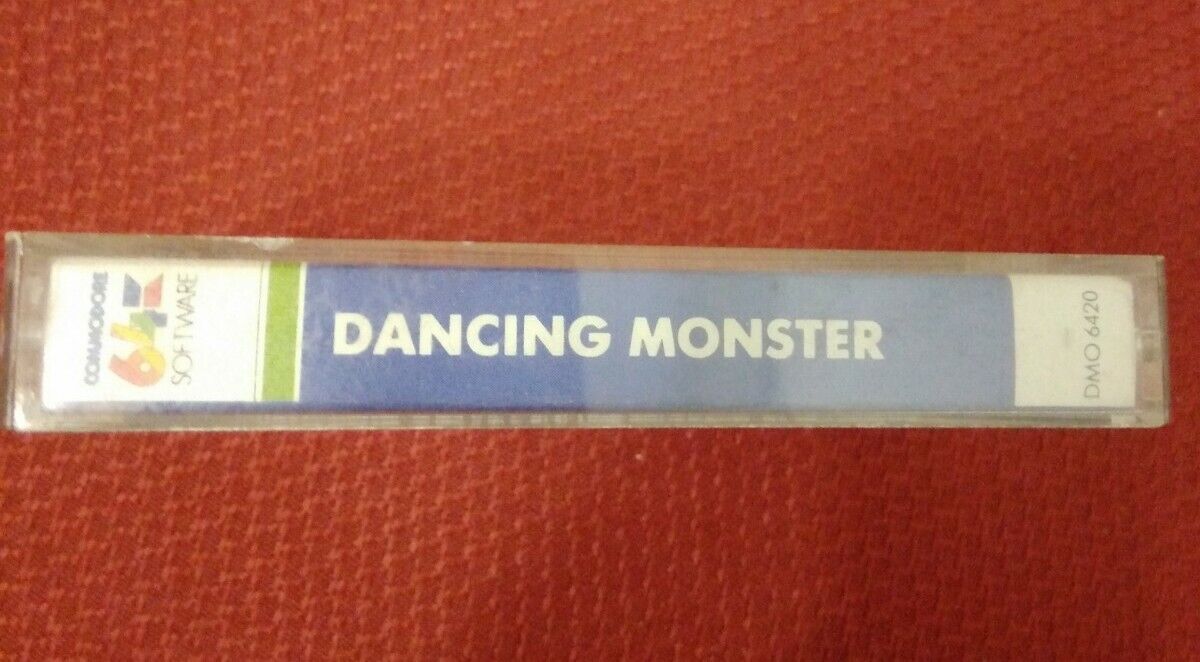 COMMODORE
64
SOFTWARE
DANCING MONSTER
DMO 6420